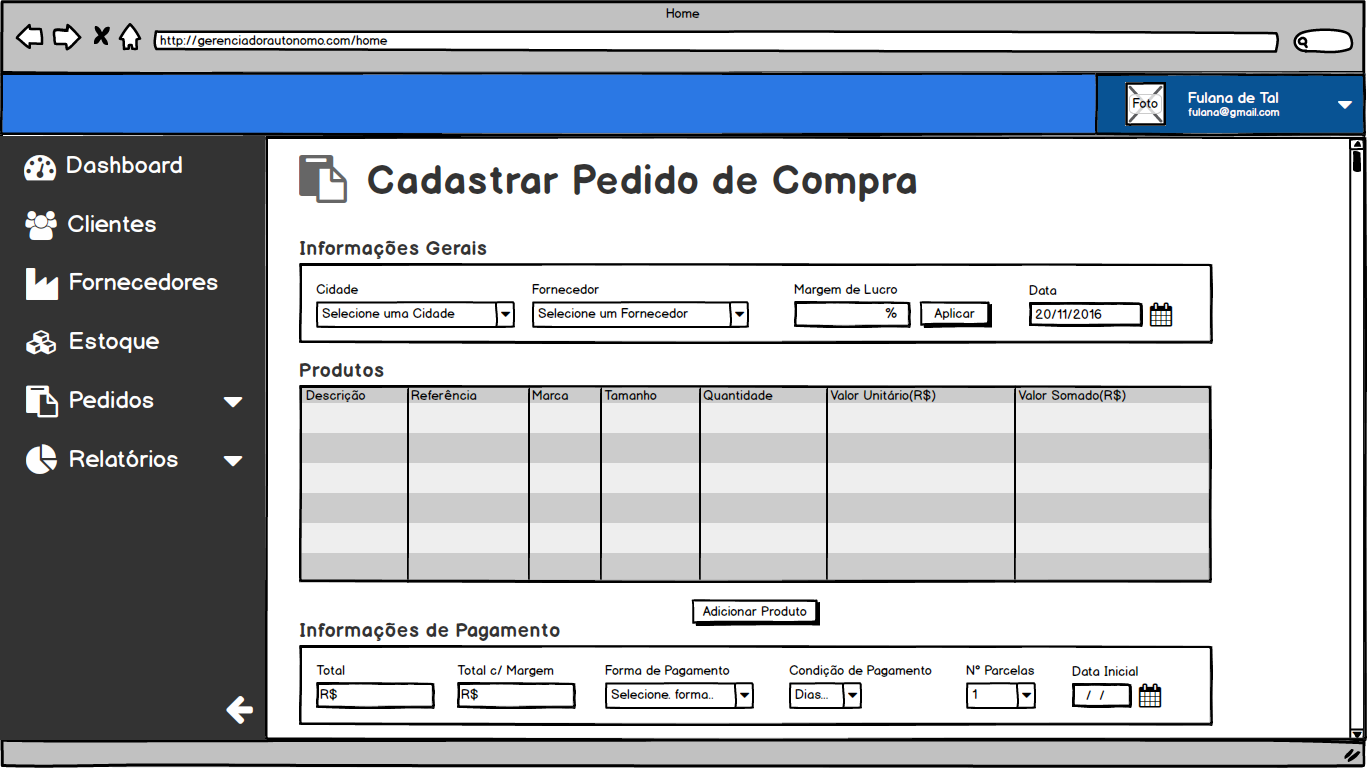 Home
http://gerenciadorautonomo.com/home
Foto
Fulana de Tal
fulana@gmail.com
Dashboard
Clientes
Fornecedores
Estoque
Pedidos
Relatórios
Cadastrar Pedido de Compra
Informações Gerais
Cidade Fornecedor Margem de Lucro Data
Selecione uma Cidade Selecione um Fornecedor % Aplicar 20/11/2016
Produtos
Descrição Referência Marca Tamanho Quantidade Valor Unitário(R$) Valor Somado(R$)
Adicionar Produto
Informações de Pagamento
Total Total c/ Margem Forma de Pagamento Condição de Pagamento Nº Parcelas Data Inicial
R$ R$ Selecione. forma.. Dias... 1 / /